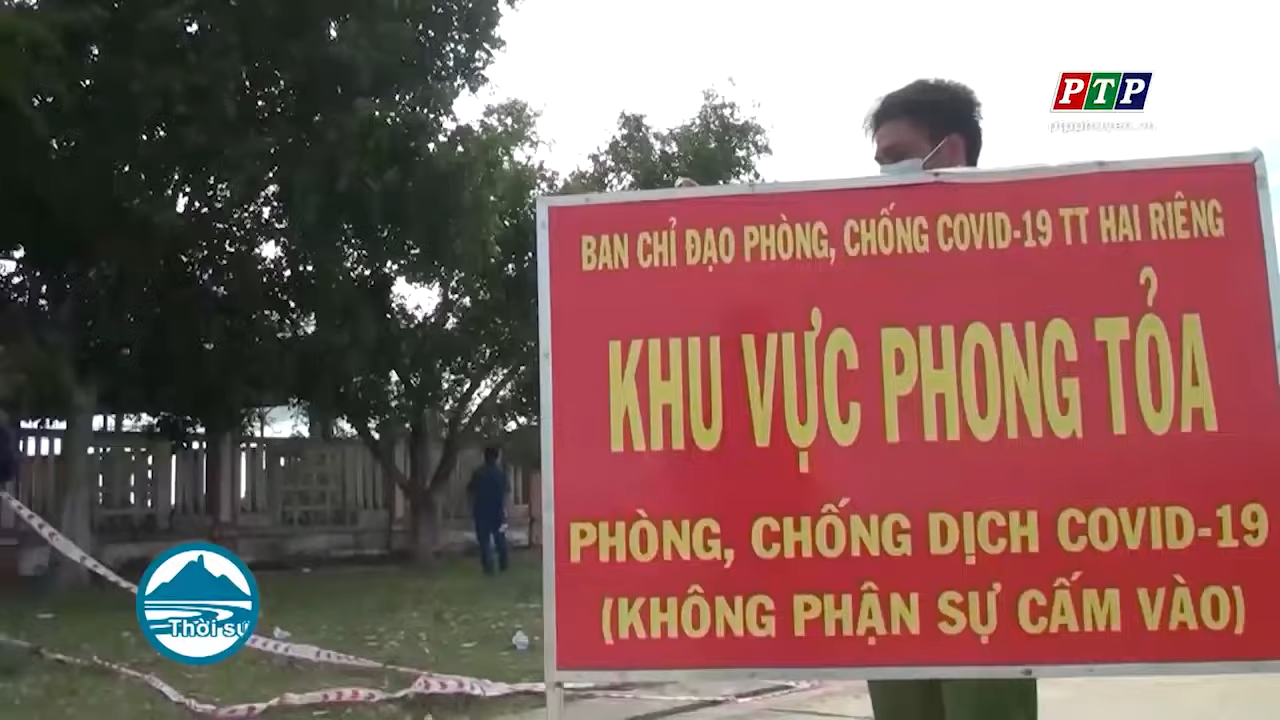 PTP
BAN CHỈ ĐẠO PHÒNG, CHỐNG COVID-19 TT HAI RIÊNG
KHU VỰC PHONG TỎA
PHÒNG, CHỐNG DỊCH COVID-19
(KHÔNG PHẬN SỰ CẤM VÀO)
Thời sự